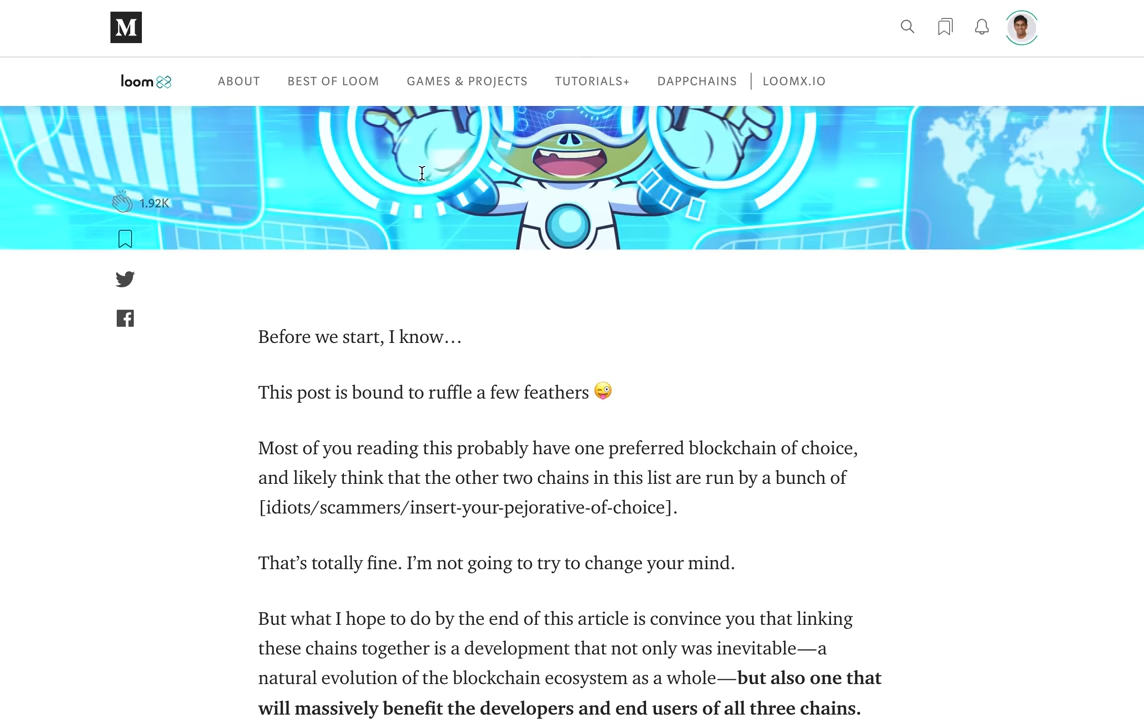 M
loom
ABOUT BEST OF LOOM GAMES & PROJECTS TUTORIALS+ DAPPCHAINS | LOOMX.IO
1.92K
Before we start, I know…
This post is bound to ruffle a few feathers 😜
Most of you reading this probably have one preferred blockchain of choice,
and likely think that the other two chains in this list are run by a bunch of
[idiots/scammers/insert-your-pejorative-of-choice].
That’s totally fine. I’m not going to try to change your mind.
But what I hope to do by the end of this article is convince you that linking
these chains together is a development that not only was inevitable — a
natural evolution of the blockchain ecosystem as a whole — but also one that
will massively benefit the developers and end users of all three chains.